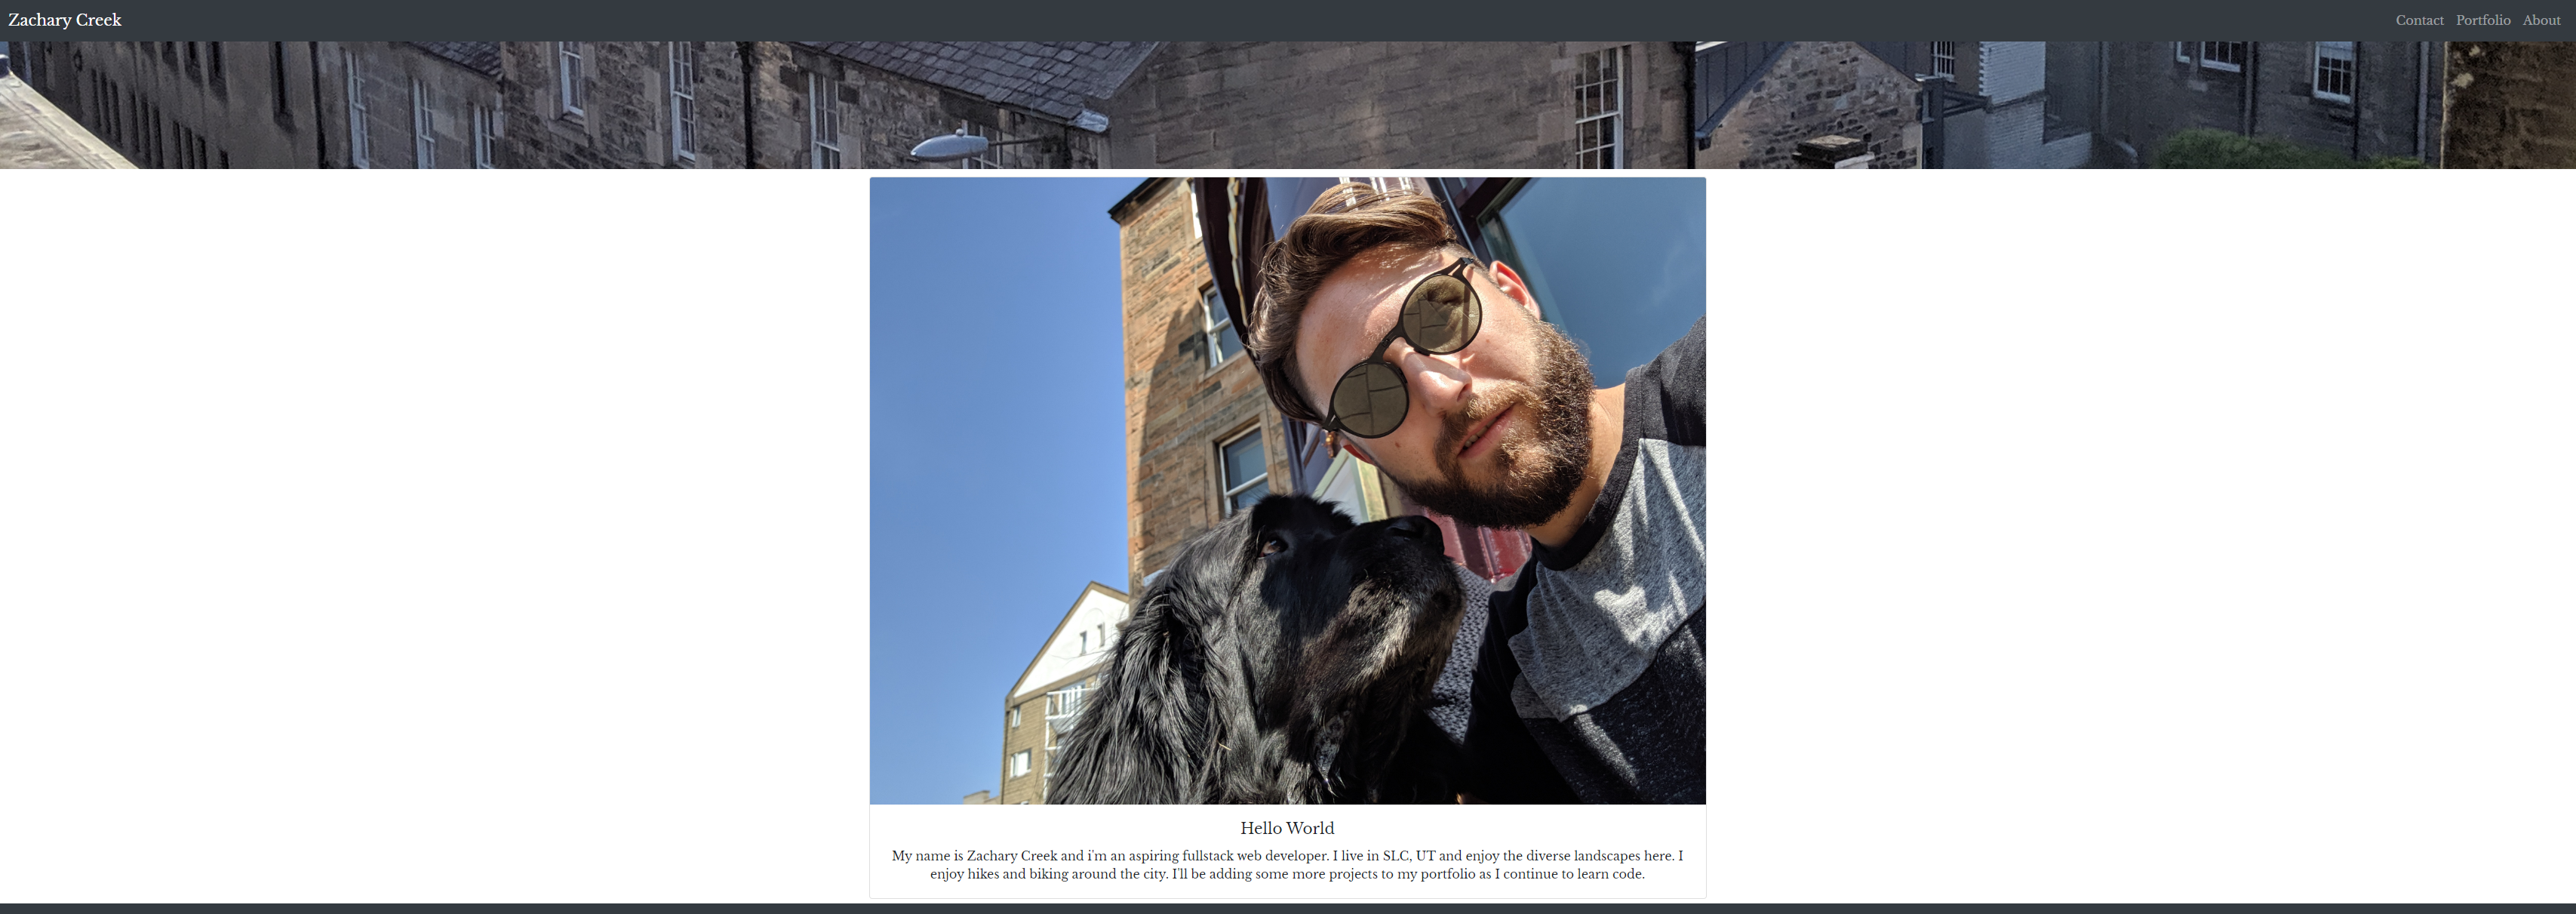 Zachary Creek
Contact Portfolio About
Hello World
My name is Zachary Creek and i'm an aspiring fullstack web developer. I live in SLC, UT and enjoy the diverse landscapes here. I
enjoy hikes and biking around the city. I'll be adding some more projects to my portfolio as I continue to learn code.